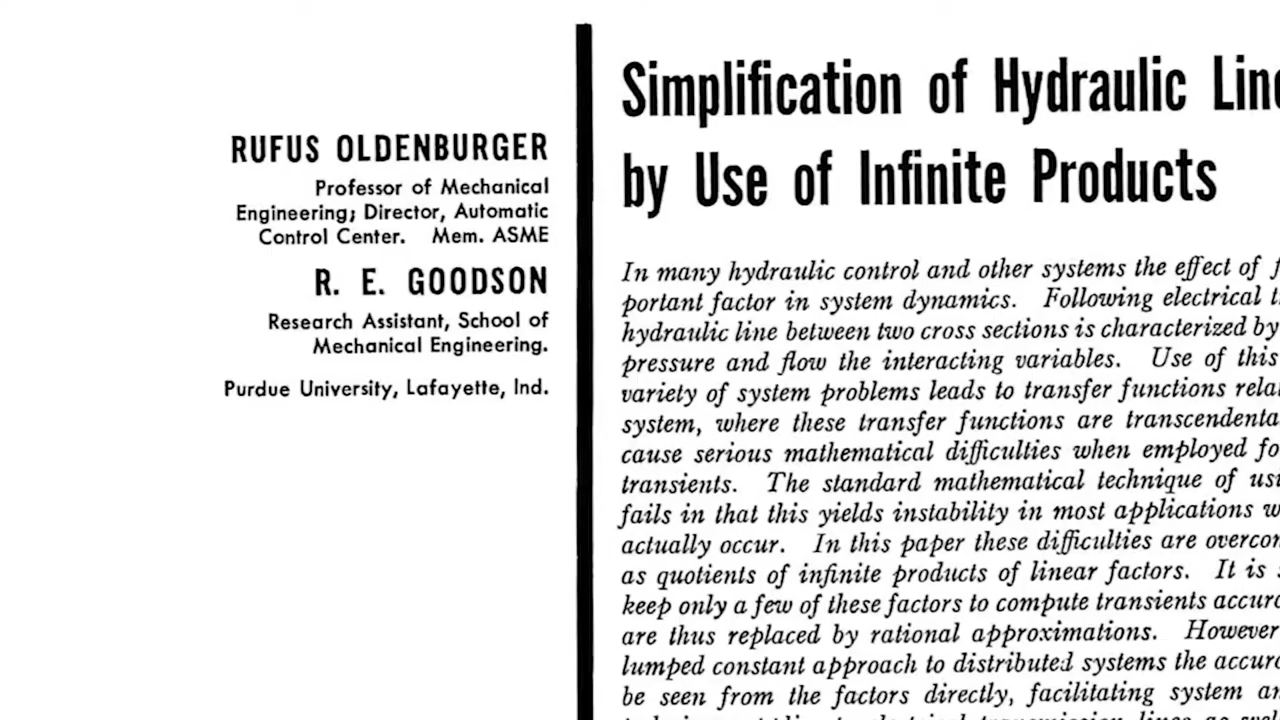 RUFUS OLDENBURGER
Professor of Mechanical
Engineering; Director, Automatic
Control Center. Mem. ASME
R. E. GOODSON
Research Assistant, School of
Mechanical Engineering.
Purdue University, Lafayette, Ind.
Simplification of Hydraulic
by Use of Infinite Products
In many hydraulic control and other systems the effect of
portant factor in system dynamics. Following electrical
hydraulic line between two cross sections is characterized by
pressure and flow the interacting variables. Use of this
variety of system problems leads to transfer functions
system, where these transfer functions are
cause serious mathematical difficulties when employed
transients. The standard mathematical technique of
fails in that this yields instability in most applications
actually occur. In this paper these difficulties are
as quotients of infinite products of linear factors. It is
keep only a few of these factors to compute transients
are thus replaced by rational approximations. However
lumped constant approach to distributed systems the
be seen from the factors directly, facilitating system